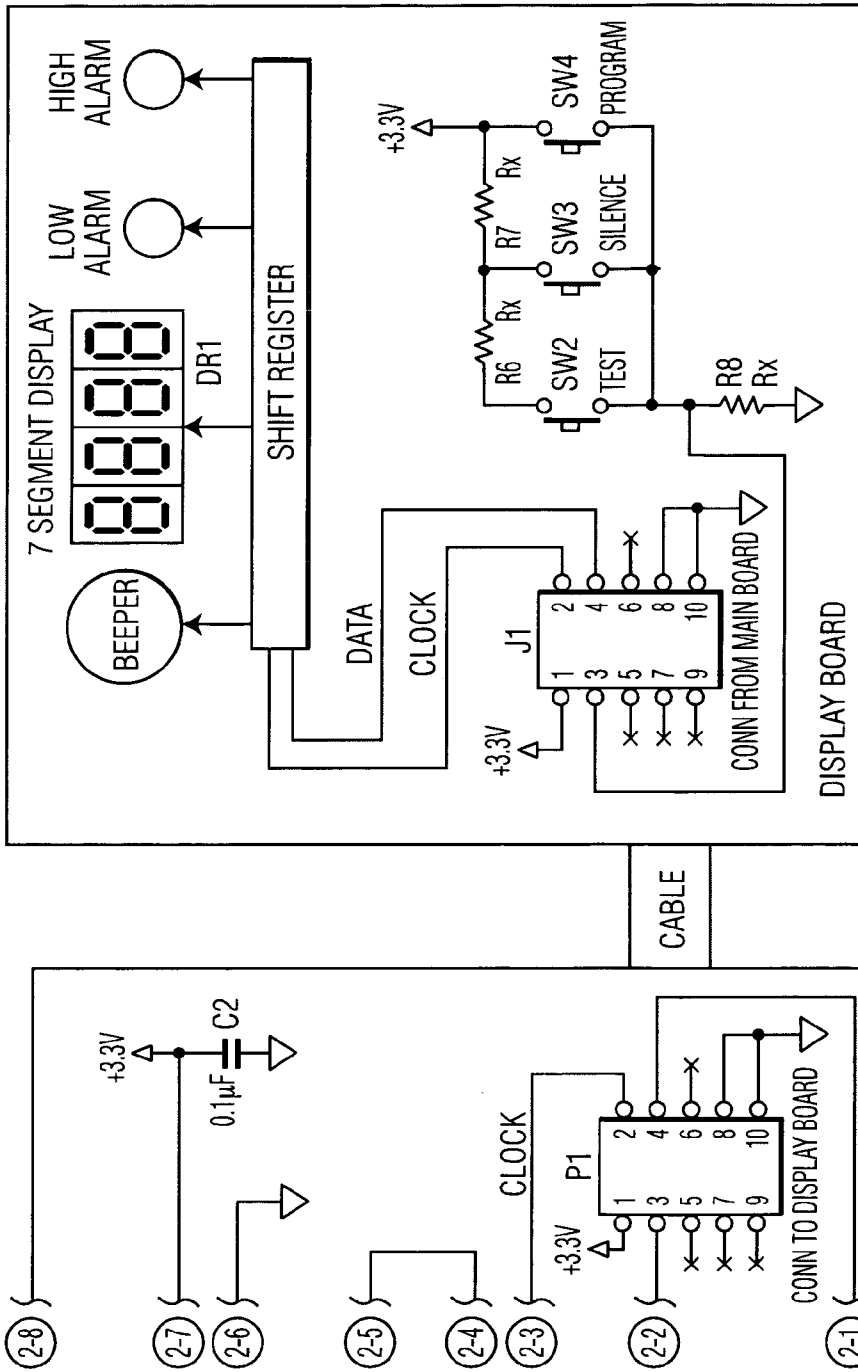 7 SEGMENT DISPLAY
LOW
ALARM
HIGH
ALARM
BEEPER
DR1
SHIFT REGISTER
DATA
CLOCK
+3.3V
R6
Rx
R7
Rx
SW2
TEST
SW3
SILENCE
SW4
PROGRAM
R8
Rx
J1
+3.3V
1
2
3
4
5
6
7
8
9
10
CONN FROM MAIN BOARD
DISPLAY BOARD
CABLE
+3.3V
0.1µF
C2
CLOCK
P1
+3.3V
1
2
3
4
5
6
7
8
9
10
CONN TO DISPLAY BOARD
2-8
2-7
2-6
2-5
2-4
2-3
2-2
2-1